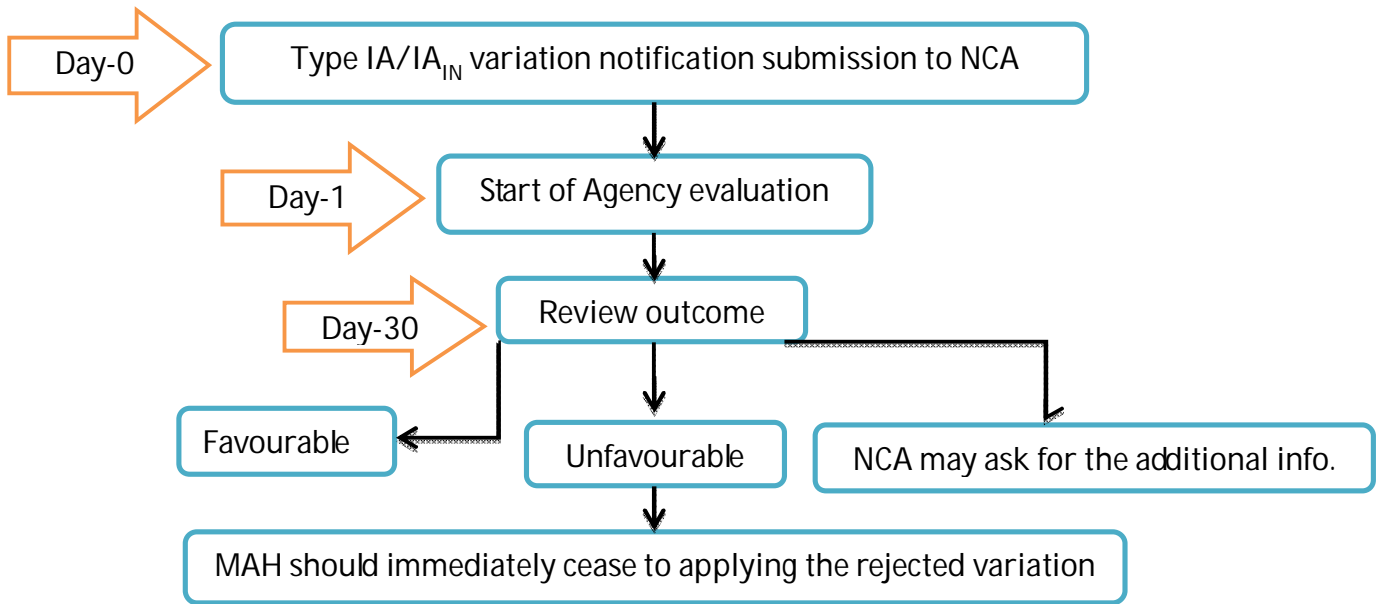 Day-0
Type IA/IAIN variation notification submission to NCA
Day-1
Start of Agency evaluation
Day-30
Review outcome
Favourable
Unfavourable
NCA may ask for the additional info.
MAH should immediately cease to applying the rejected variation